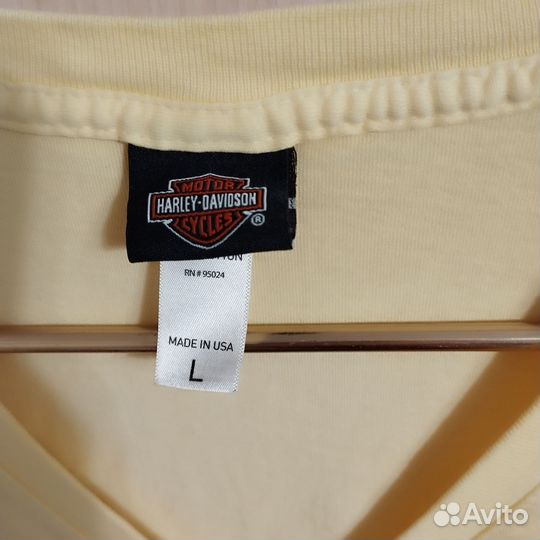 MOTOR
HARLEY-DAVIDSON
CYCLES
®
RN # 95024
MADE IN USA
L
Avito